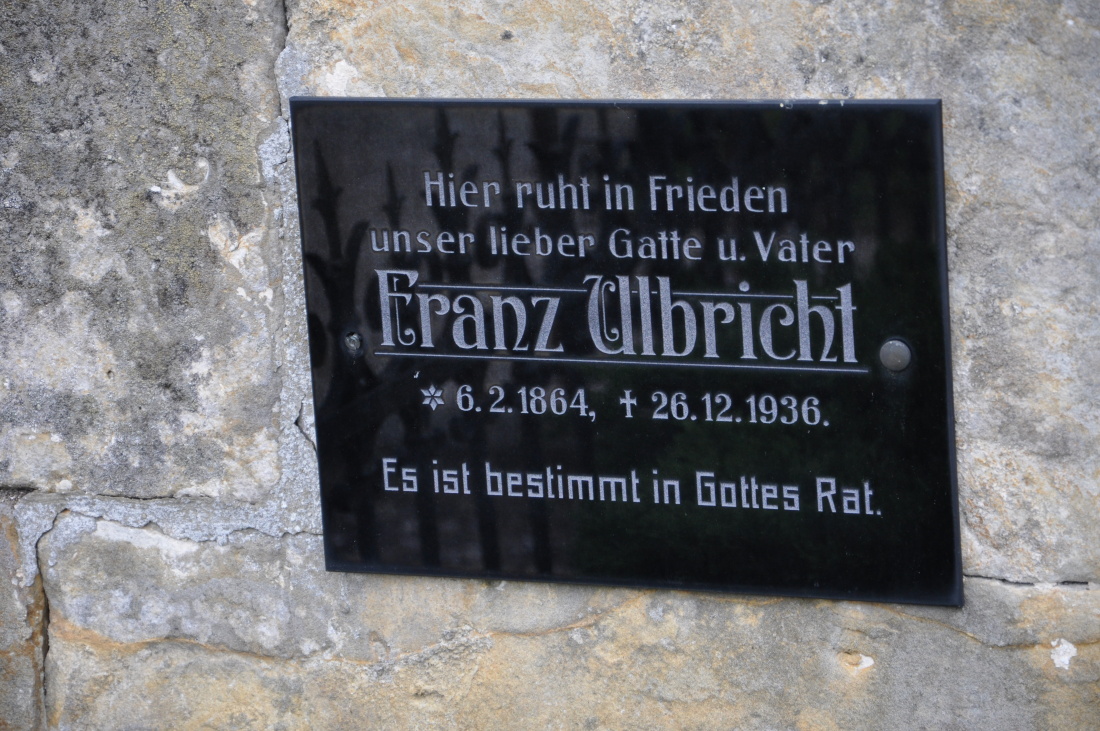 Hier ruht in Frieden
unser lieber Gatte u. Vater
Franz Ulbricht
* 6.2.1864, † 26.12.1936.
Es ist bestimmt in Gottes Rat.